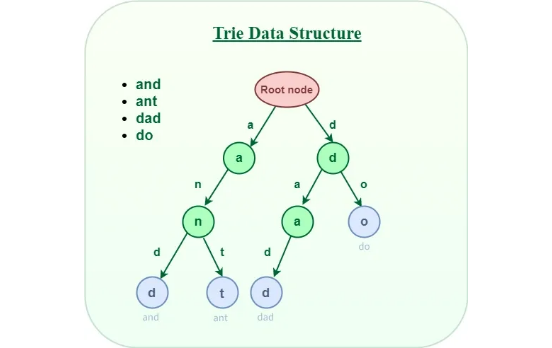 Trie Data Structure
• and
• ant
• dad
• do
Root node
a d
a d
n a o
n a o
do
d t d
d t d
and ant dad